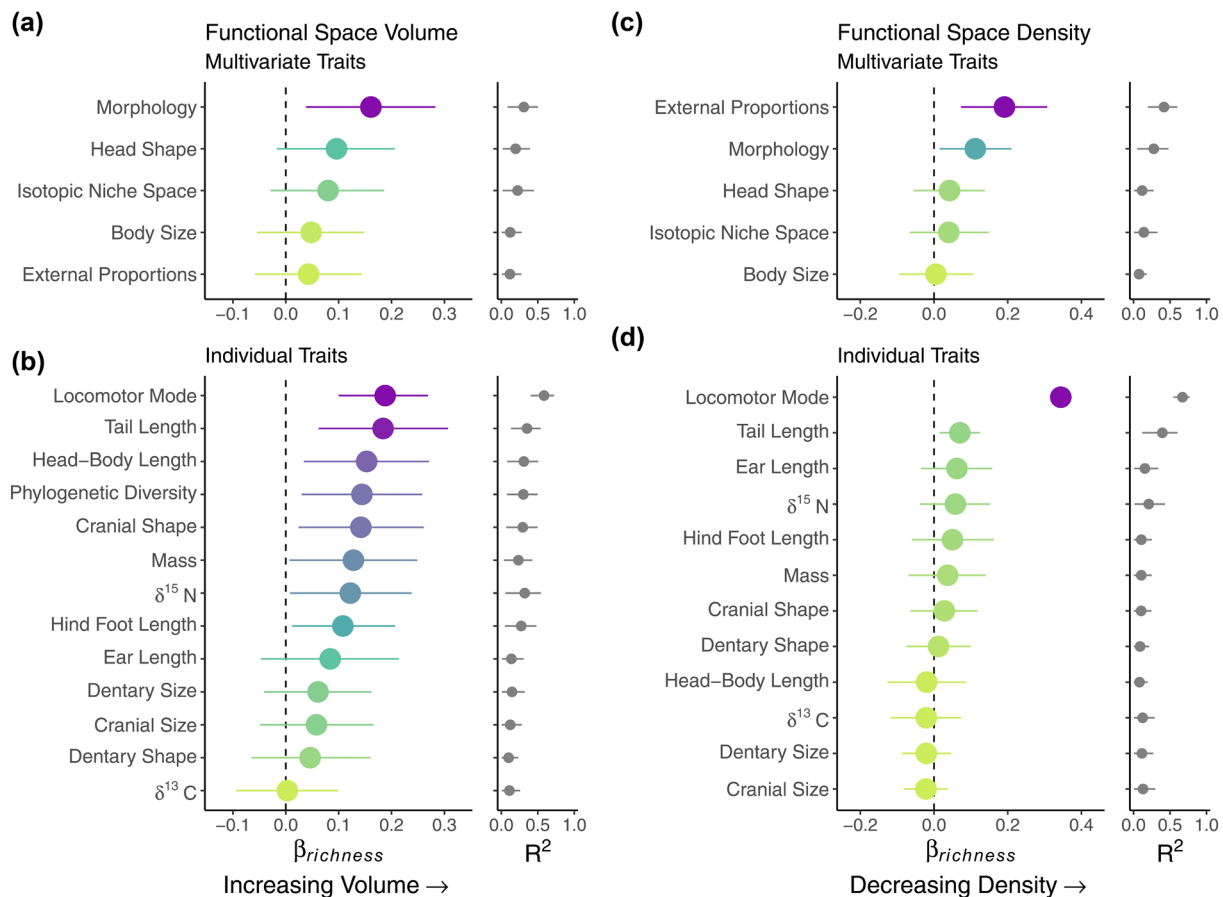 (a)
Functional Space Volume
Multivariate Traits
Morphology
Head Shape
Isotopic Niche Space
Body Size
External Proportions
−0.1 0.0 0.1 0.2 0.3
0.0 0.5 1.0
(b)
Individual Traits
Locomotor Mode
Tail Length
Head−Body Length
Phylogenetic Diversity
Cranial Shape
Mass
δ¹⁵ N
Hind Foot Length
Ear Length
Dentary Size
Cranial Size
Dentary Shape
δ¹³ C
−0.1 0.0 0.1 0.2 0.3
0.0 0.5 1.0
βrichness
R²
Increasing Volume →
(c)
Functional Space Density
Multivariate Traits
External Proportions
Morphology
Head Shape
Isotopic Niche Space
Body Size
−0.2 0.0 0.2 0.4
0.0 0.5 1.0
(d)
Individual Traits
Locomotor Mode
Tail Length
Ear Length
δ¹⁵ N
Hind Foot Length
Mass
Cranial Shape
Dentary Shape
Head−Body Length
δ¹³ C
Dentary Size
Cranial Size
−0.2 0.0 0.2 0.4
0.0 0.5 1.0
βrichness
R²
Decreasing Density →